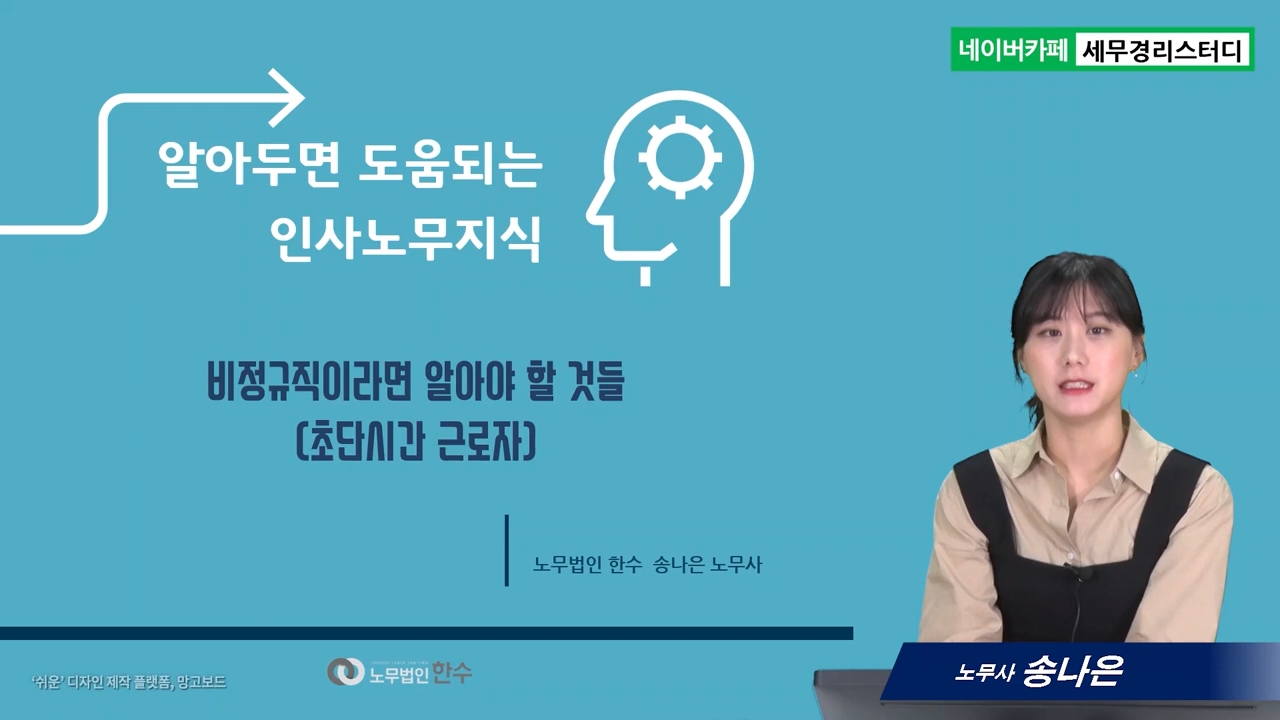 네이버카페 세무경리스터디
알아두면 도움되는
인사노무지식
비정규직이라면 알아야 할 것들
(초단시간 근로자)
노무법인 한수 송나은 노무사
노무사 송나은
노무법인 한수
‘쉬운’ 디자인 제작 플랫폼, 망고보드